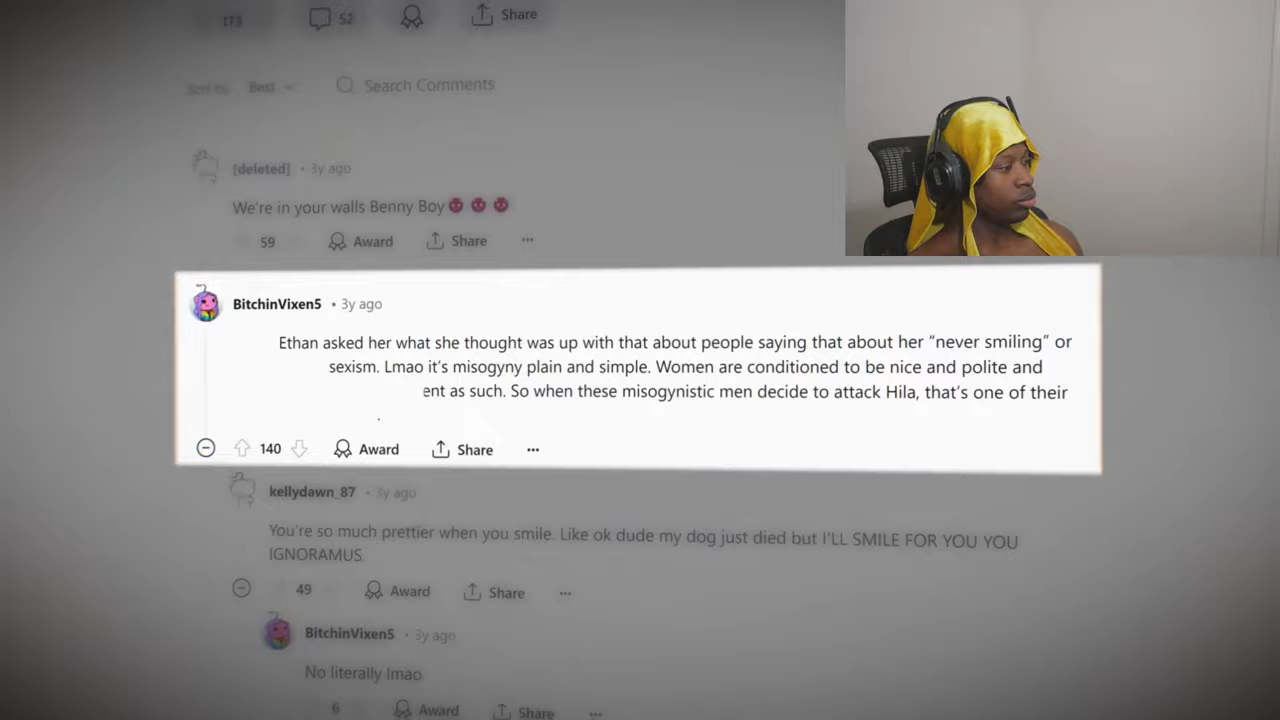 173 52 Share
Sort by Best Search Comments
[deleted] • 3y ago
We're in your walls Benny Boy
59 Award Share ...
BitchinVixen5 • 3y ago
Ethan asked her what she thought was up with that about people saying that about her “never smiling” or
sexism. Lmao it's misogyny plain and simple. Women are conditioned to be nice and polite and
ent as such. So when these misogynistic men decide to attack Hila, that's one of their
140 Award Share ...
kellydawn_87 • 3y ago
You're so much prettier when you smile. Like ok dude my dog just died but I'LL SMILE FOR YOU YOU
IGNORAMUS
49 Award Share ...
BitchinVixen5 • 3y ago
No literally lmao
6 Award Share ...